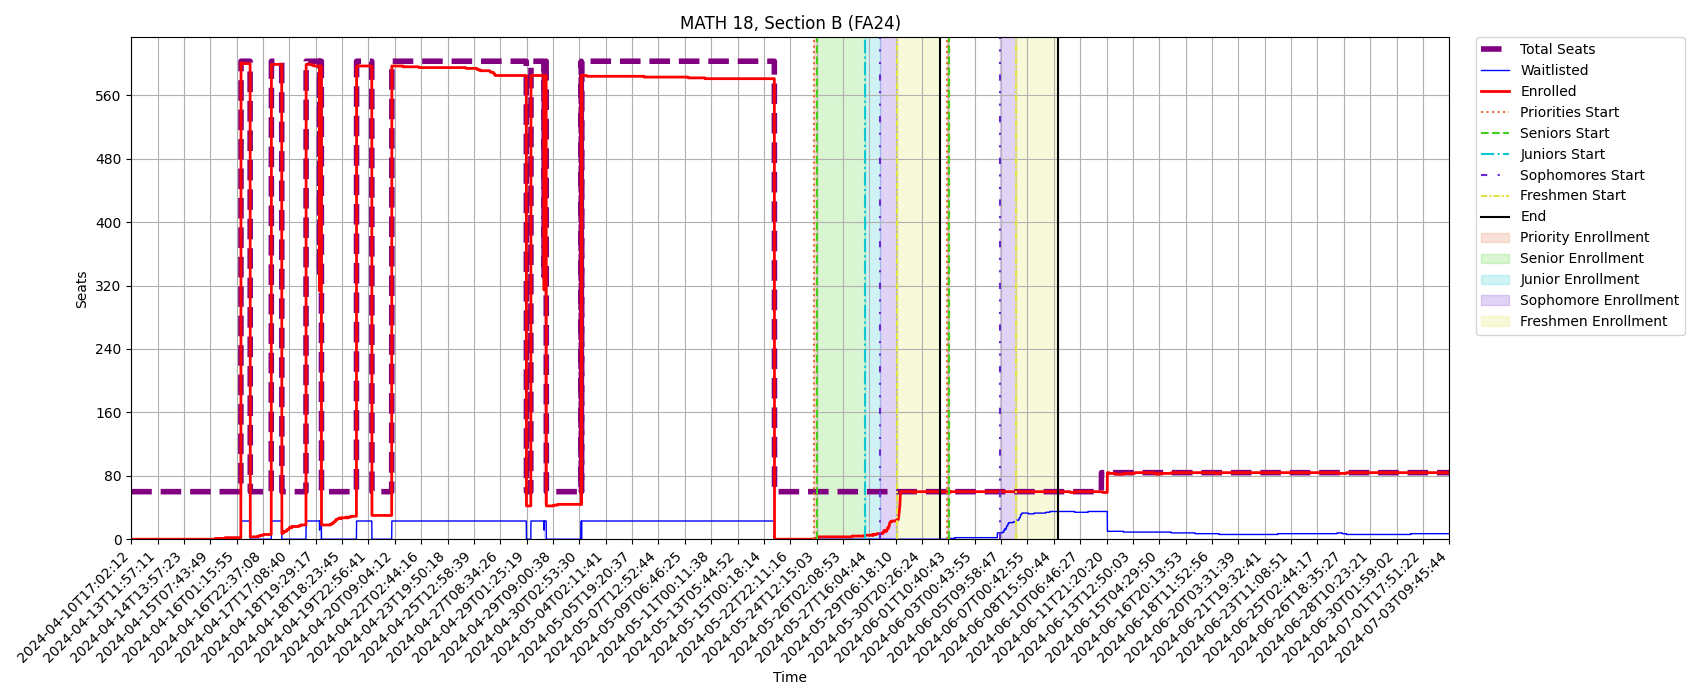 MATH 18, Section B (FA24)
Seats
560
480
400
320
240
160
80
0
2024-04-10T17:02:12
2024-04-13T11:57:11
2024-04-14T13:57:23
2024-04-15T07:43:49
2024-04-16T01:15:55
2024-04-16T22:37:08
2024-04-17T17:08:40
2024-04-18T19:29:17
2024-04-18T18:23:45
2024-04-19T22:56:41
2024-04-20T09:04:12
2024-04-22T02:44:16
2024-04-23T19:50:18
2024-04-25T12:58:39
2024-04-27T08:34:26
2024-04-29T01:25:19
2024-04-29T09:00:38
2024-04-30T02:53:30
2024-05-04T02:11:41
2024-05-05T19:20:37
2024-05-07T12:52:44
2024-05-09T06:46:25
2024-05-11T00:11:38
2024-05-13T05:44:52
2024-05-15T00:18:14
2024-05-22T22:11:16
2024-05-24T12:15:03
2024-05-26T02:08:53
2024-05-27T16:04:44
2024-05-29T06:18:10
2024-05-30T20:26:24
2024-06-01T10:40:43
2024-06-03T00:43:55
2024-06-05T09:58:47
2024-06-07T00:42:55
2024-06-08T15:50:44
2024-06-10T06:46:27
2024-06-11T21:20:20
2024-06-13T12:50:03
2024-06-15T04:29:50
2024-06-16T20:13:53
2024-06-18T11:52:56
2024-06-20T03:31:39
2024-06-21T19:32:41
2024-06-23T11:08:51
2024-06-25T02:44:17
2024-06-26T18:35:27
2024-06-28T10:23:21
2024-06-30T01:59:02
2024-07-01T17:51:22
2024-07-03T09:45:44
Time
Total Seats
Waitlisted
Enrolled
Priorities Start
Seniors Start
Juniors Start
Sophomores Start
Freshmen Start
End
Priority Enrollment
Senior Enrollment
Junior Enrollment
Sophomore Enrollment
Freshmen Enrollment